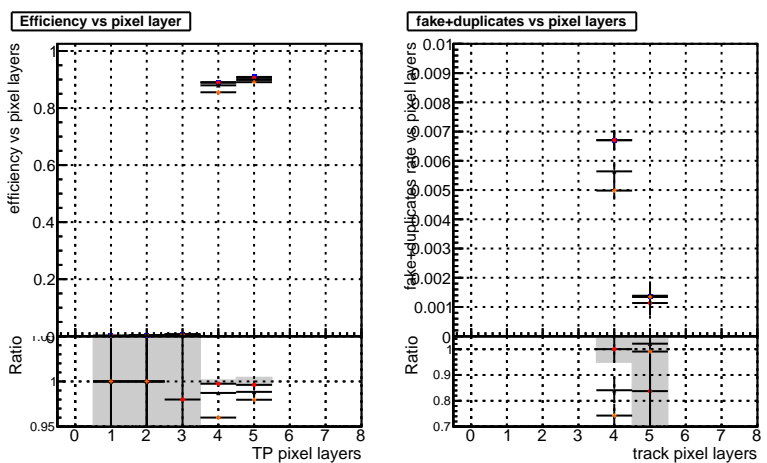 Efficiency vs pixel layer
efficiency vs pixel layers
1
0.8
0.6
0.4
0.2
0
Ratio
1
0.95
0 1 2 3 4 5 6 7 8
TP pixel layers
fake+duplicates vs pixel layers
fake+duplicates rate vs pixel layers
0.01
0.009
0.008
0.007
0.006
0.005
0.004
0.003
0.002
0.001
0
Ratio
1
0.9
0.8
0.7
0 1 2 3 4 5 6 7 8
track pixel layers